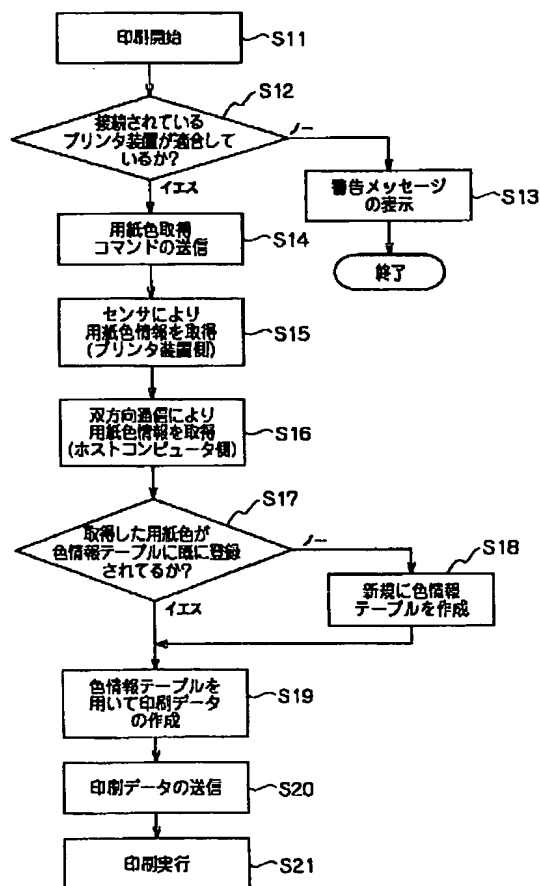 印刷開始
S11
接続されている
プリンタ装置が適合して
いるか?
S12
ノー
イエス
警告メッセージ
の表示
S13
終了
用紙色取得
コマンドの送信
S14
センサにより
用紙色情報を取得
(プリンタ装置側)
S15
双方向通信により
用紙色情報を取得
(ホストコンピュータ側)
S16
取得した用紙色が
色情報テーブルに既に登録
されてるか?
S17
ノー
イエス
新規に色情報
テーブルを作成
S18
色情報テーブルを
用いて印刷データ
の作成
S19
印刷データの送信
S20
印刷実行
S21